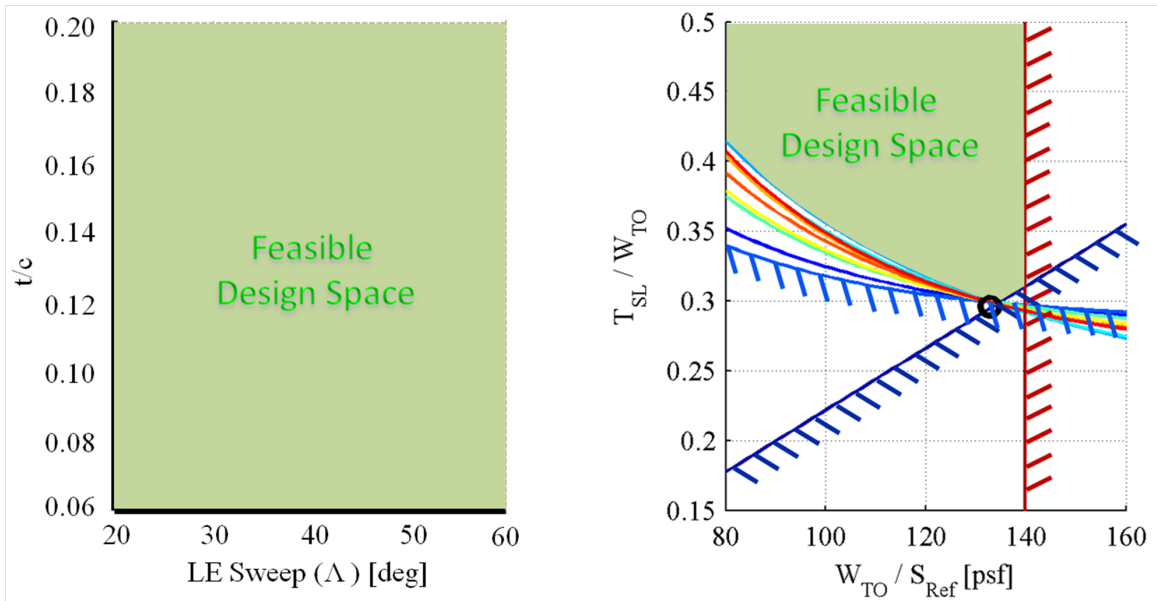 0.20
0.18
0.16
0.14
0.12
0.10
0.08
0.06
t/c
Feasible
Design Space
20 30 40 50 60
LE Sweep (Λ) [deg]
0.5
0.45
0.4
0.35
0.3
0.25
0.2
0.15
T_SL / W_TO
Feasible
Design Space
80 100 120 140 160
W_TO / S_Ref [psf]